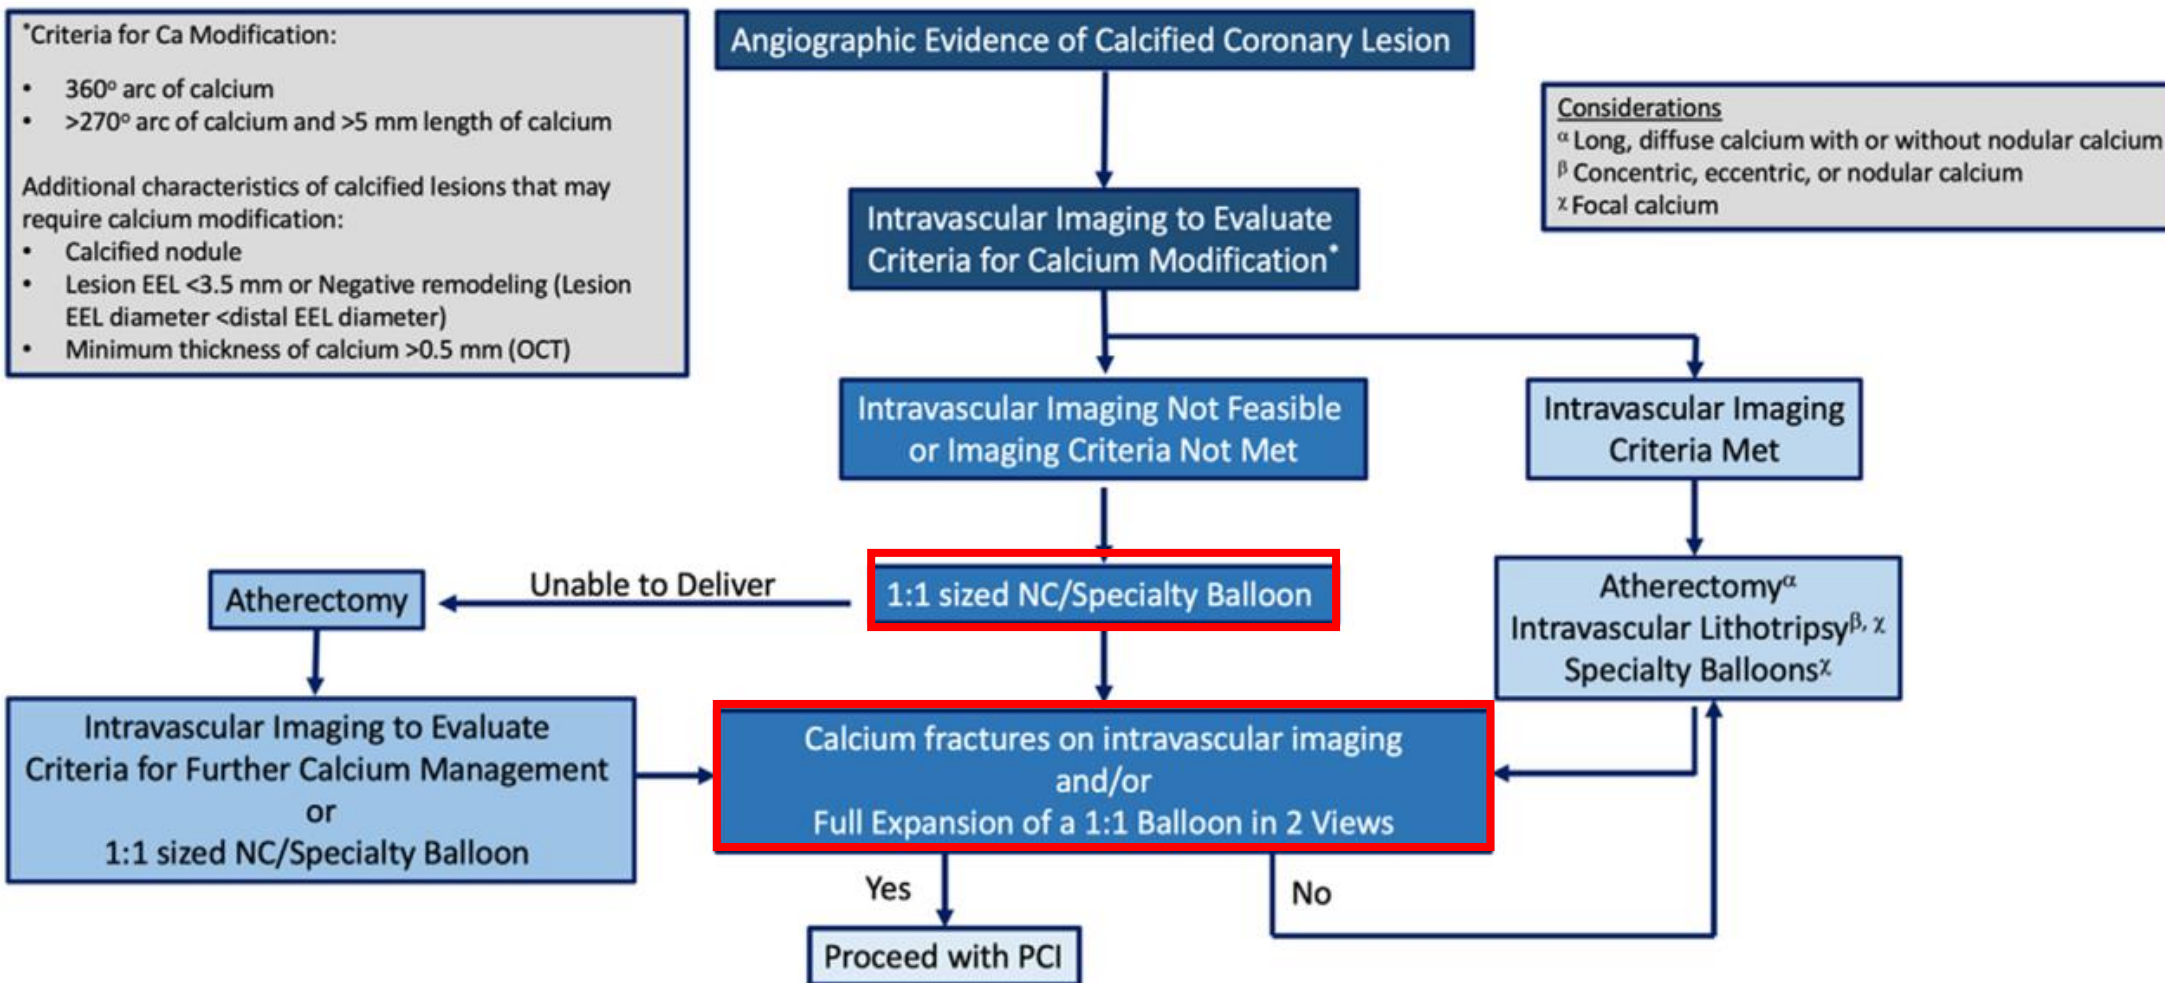 *Criteria for Ca Modification:
• 360° arc of calcium
• >270° arc of calcium and >5 mm length of calcium
Additional characteristics of calcified lesions that may
require calcium modification:
• Calcified nodule
• Lesion EEL <3.5 mm or Negative remodeling (Lesion
EEL diameter <distal EEL diameter)
• Minimum thickness of calcium >0.5 mm (OCT)
Angiographic Evidence of Calcified Coronary Lesion
Considerations
α Long, diffuse calcium with or without nodular calcium
β Concentric, eccentric, or nodular calcium
χ Focal calcium
Intravascular Imaging to Evaluate
Criteria for Calcium Modification*
Intravascular Imaging Not Feasible
or Imaging Criteria Not Met
Intravascular Imaging
Criteria Met
Atherectomy
Unable to Deliver
1:1 sized NC/Specialty Balloon
Atherectomyα
Intravascular Lithotripsyβ, χ
Specialty Balloonsχ
Intravascular Imaging to Evaluate
Criteria for Further Calcium Management
or
1:1 sized NC/Specialty Balloon
Calcium fractures on intravascular imaging
and/or
Full Expansion of a 1:1 Balloon in 2 Views
Yes
No
Proceed with PCI